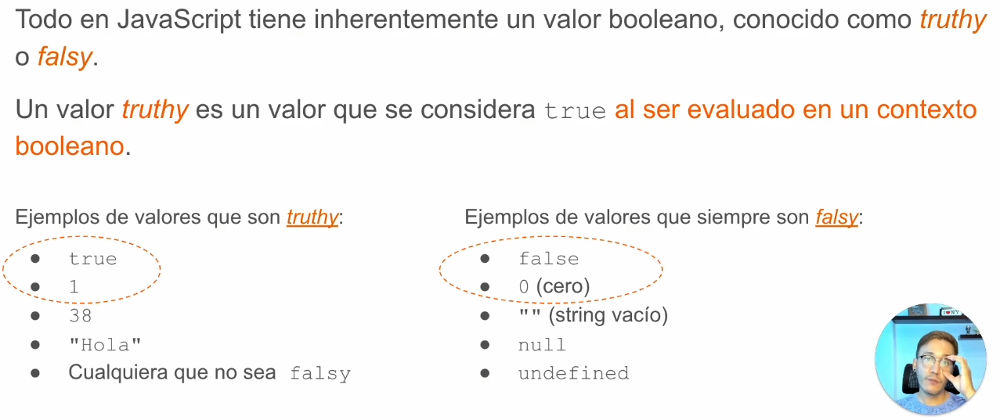 Todo en JavaScript tiene inherentemente un valor booleano, conocido como truthy
o falsy.
Un valor truthy es un valor que se considera true al ser evaluado en un contexto
booleano.
Ejemplos de valores que son truthy:
true
1
38
"Hola"
Cualquiera que no sea falsy
Ejemplos de valores que siempre son falsy:
false
0 (cero)
"" (string vacío)
null
undefined
I♥NY